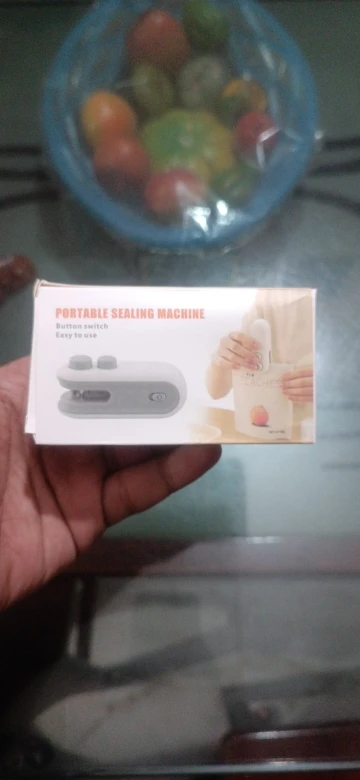 PORTABLE SEALING MACHINE
Button switch
Easy to use